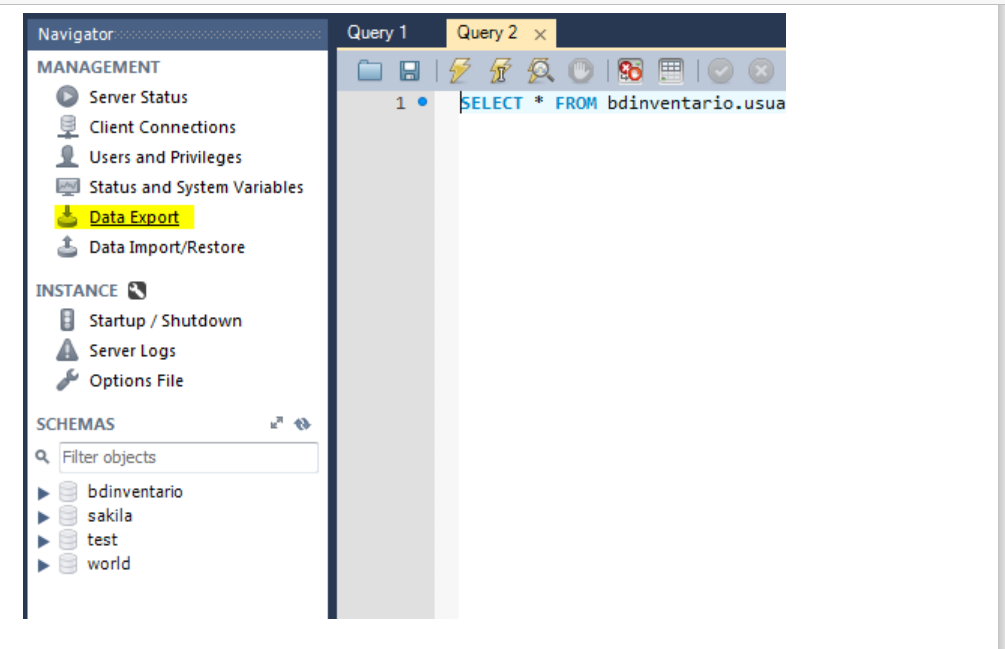 Navigator
MANAGEMENT
Server Status
Client Connections
Users and Privileges
Status and System Variables
Data Export
Data Import/Restore
INSTANCE
Startup / Shutdown
Server Logs
Options File
SCHEMAS
Filter objects
bdinventario
sakila
test
world
Query 1
Query 2
1
SELECT * FROM bdinventario.usua